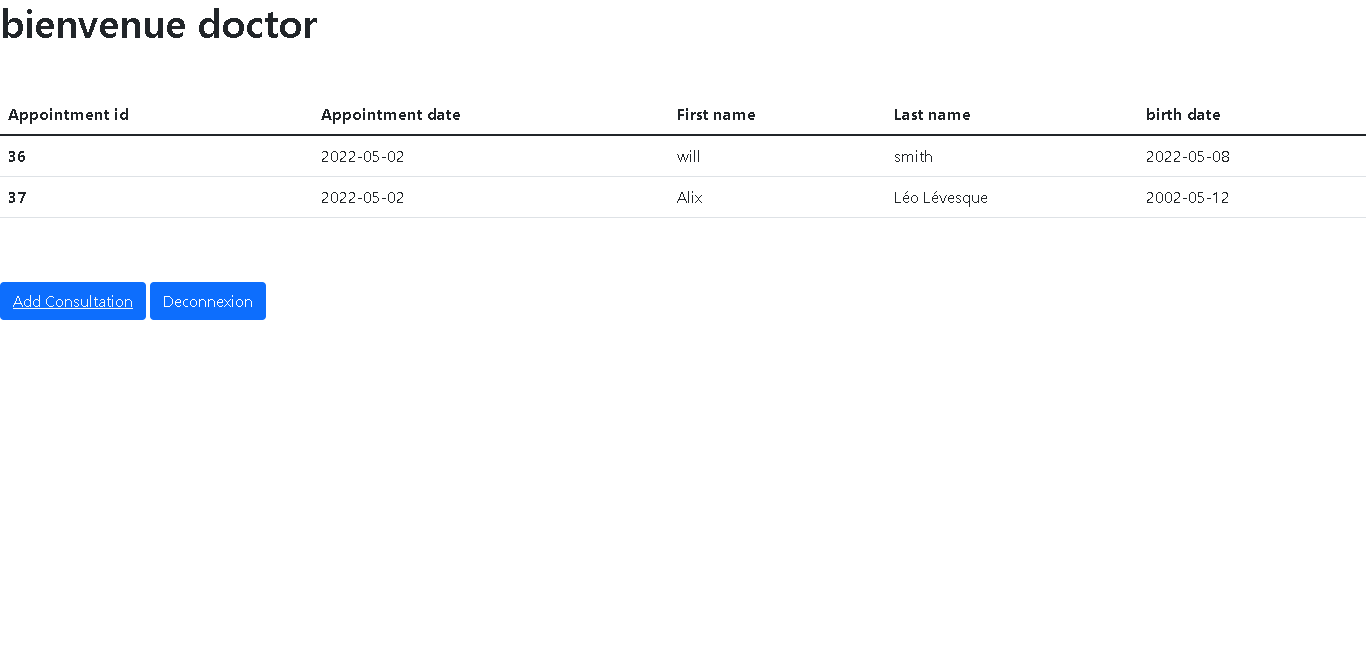 bienvenue doctor
Appointment id Appointment date First name Last name birth date
36 2022-05-02 will smith 2022-05-08
37 2022-05-02 Alix Léo Lévesque 2002-05-12
Add Consultation Deconnexion